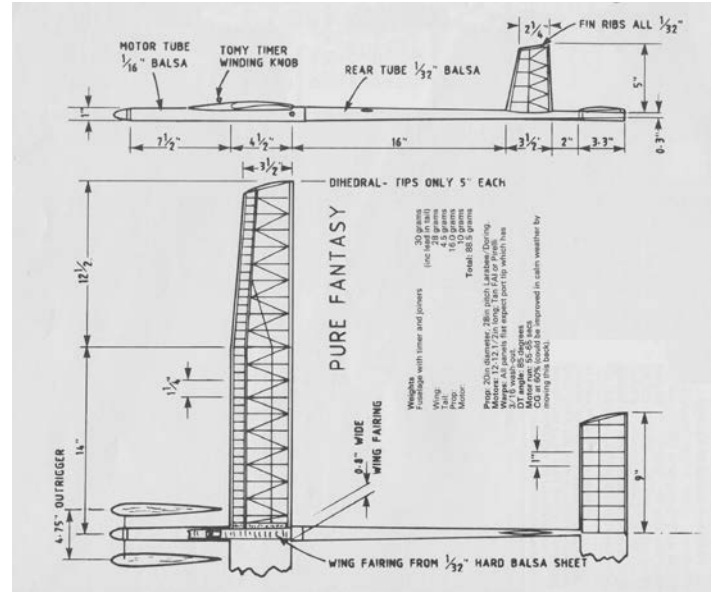 2 1/4"
FIN RIBS ALL 1/32"
MOTOR TUBE
1/16" BALSA
TOMY TIMER
WINDING KNOB
REAR TUBE 1/32" BALSA
5"
1"
0·3"
7 1/2"
4 1/2"
16"
3 1/2"
2"
3·3"
3 1/2"
DIHEDRAL- TIPS ONLY 5" EACH
12 1/2"
PURE FANTASY
Weights
Fuselage with timer and joiners 30 grams
(inc lead in tail)
Wing: 28 grams
Tail: 4.5 grams
Prop: 16.0 grams
Motor: 10 grams
Total: 88.5 grams
Prop: 20in diameter, 28in pitch Larabee/Doring.
Motors: 12-12.1/2in long; Tan FAI or Pirelli
Warps: All panels flat expect port tip which has
3/16 wash-out.
DT angle: 85 degrees
Motor run: 55-65 secs
CG at 60% (could be improved in calm weather by
moving this back).
1 1/4"
14"
0·8" WIDE
WING FAIRING
1"
9"
4·75" OUTRIGGER
WING FAIRING FROM 1/32" HARD BALSA SHEET